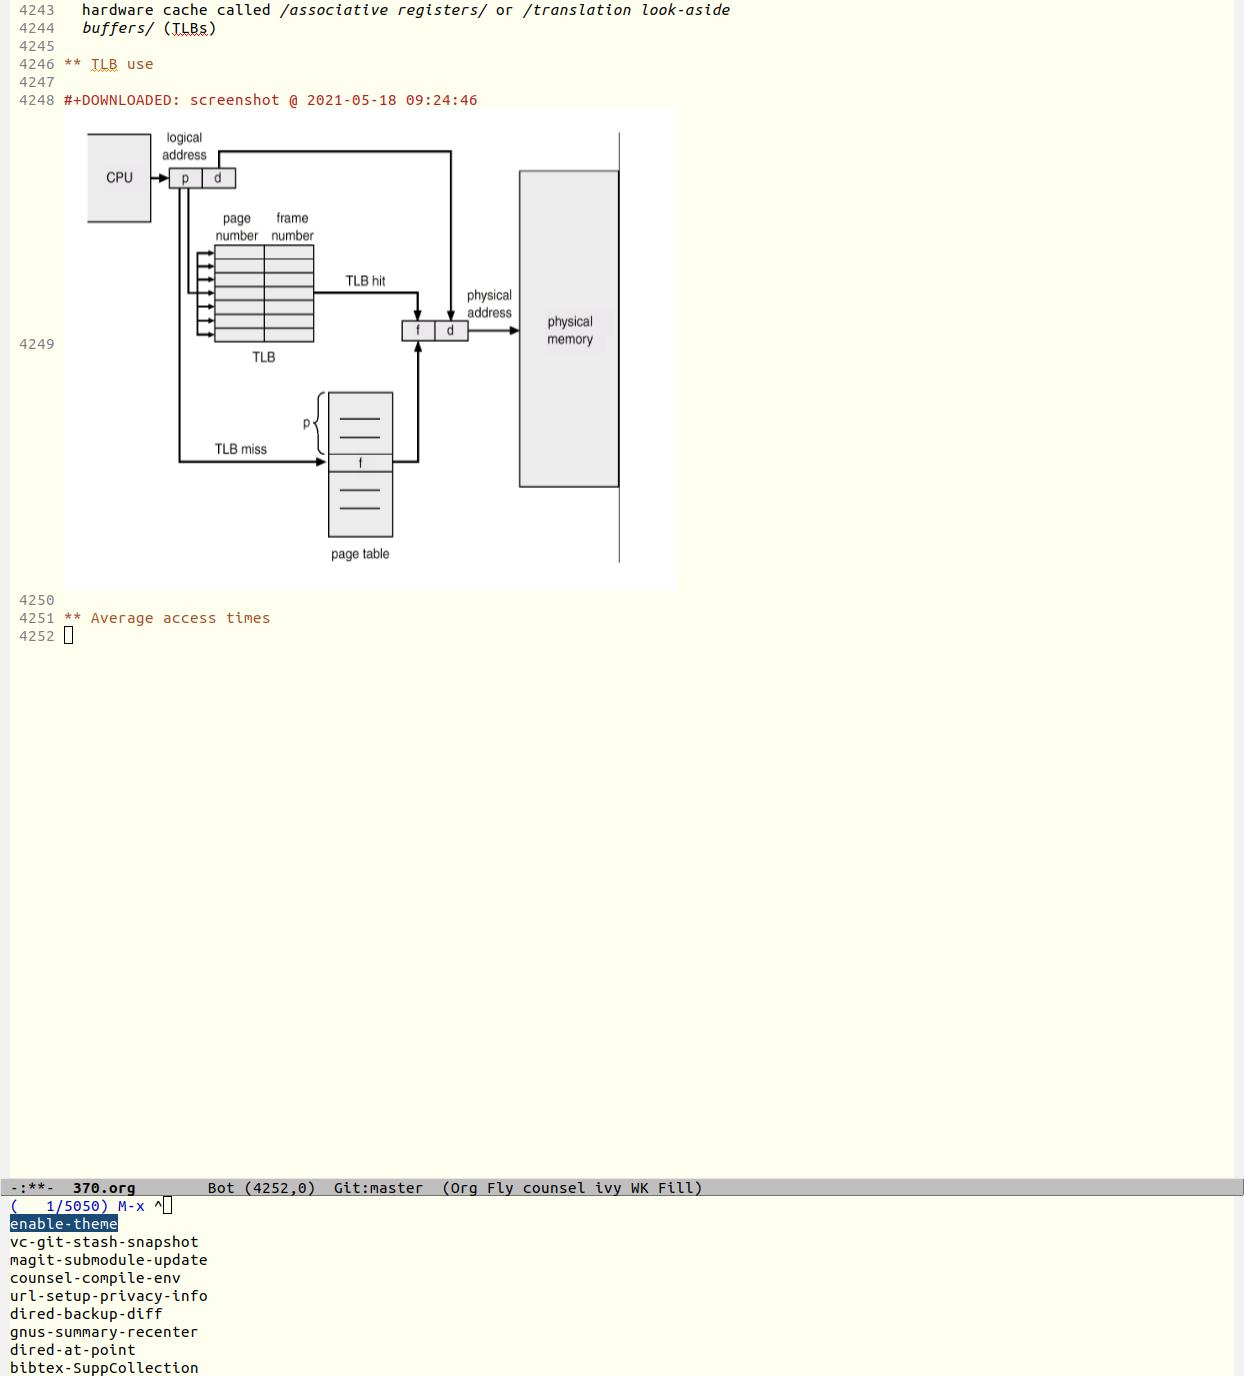 4243 hardware cache called /associative registers/ or /translation look-aside
4244 buffers/ (TLBs)
4245
4246 ** TLB use
4247
4248 #+DOWNLOADED: screenshot @ 2021-05-18 09:24:46
logical
address
CPU
p d
page frame
number number
TLB hit
physical
address
f d
physical
memory
4249
TLB
p
TLB miss
f
page table
4250
4251 ** Average access times
4252
-:**- 370.org Bot (4252,0) Git:master (Org Fly counsel ivy WK Fill)
( 1/5050) M-x ^
enable-theme
vc-git-stash-snapshot
magit-submodule-update
counsel-compile-env
url-setup-privacy-info
dired-backup-diff
gnus-summary-recenter
dired-at-point
bibtex-SuppCollection